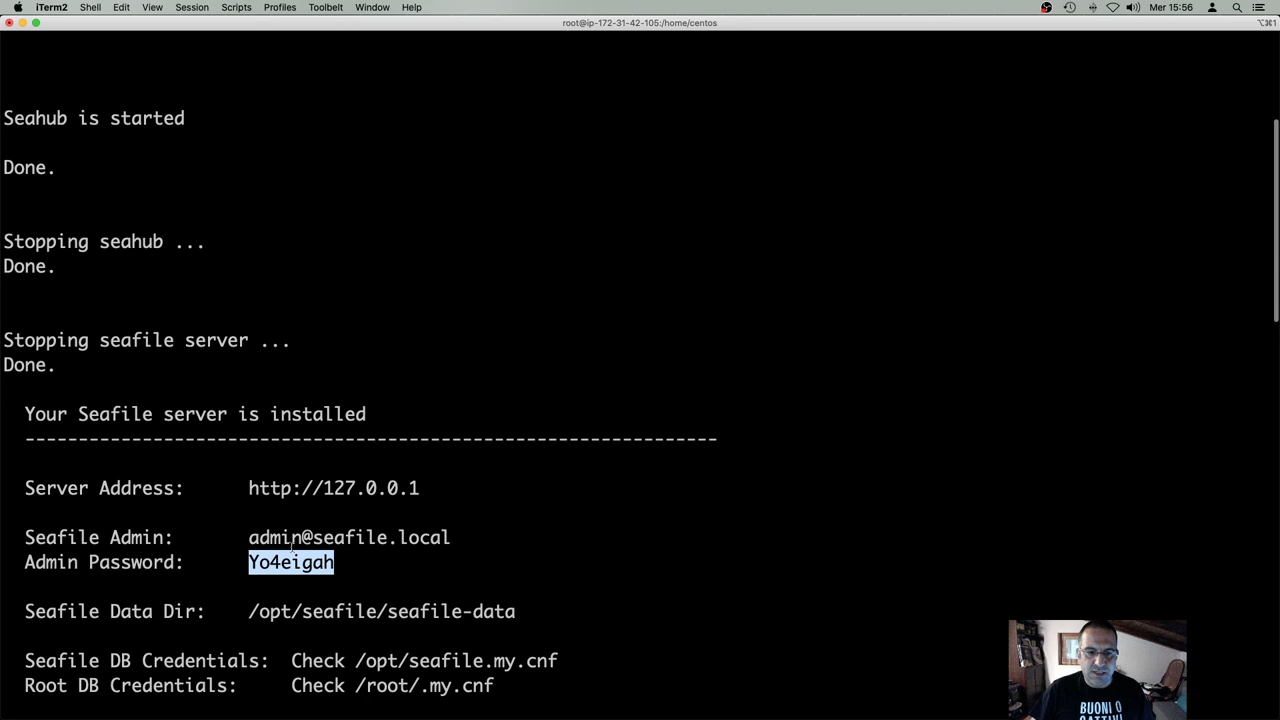 iTerm2 Shell Edit View Session Scripts Profiles Toolbelt Window Help Mer 15:56
root@ip-172-31-42-105:/home/centos ⌥⌘1
Seahub is started
Done.
Stopping seahub ...
Done.
Stopping seafile server ...
Done.
Your Seafile server is installed
-----------------------------------------------------------------
Server Address: http://127.0.0.1
Seafile Admin: admin@seafile.local
Admin Password: Yo4eigah
Seafile Data Dir: /opt/seafile/seafile-data
Seafile DB Credentials: Check /opt/seafile.my.cnf
Root DB Credentials: Check /root/.my.cnf
BUONI O